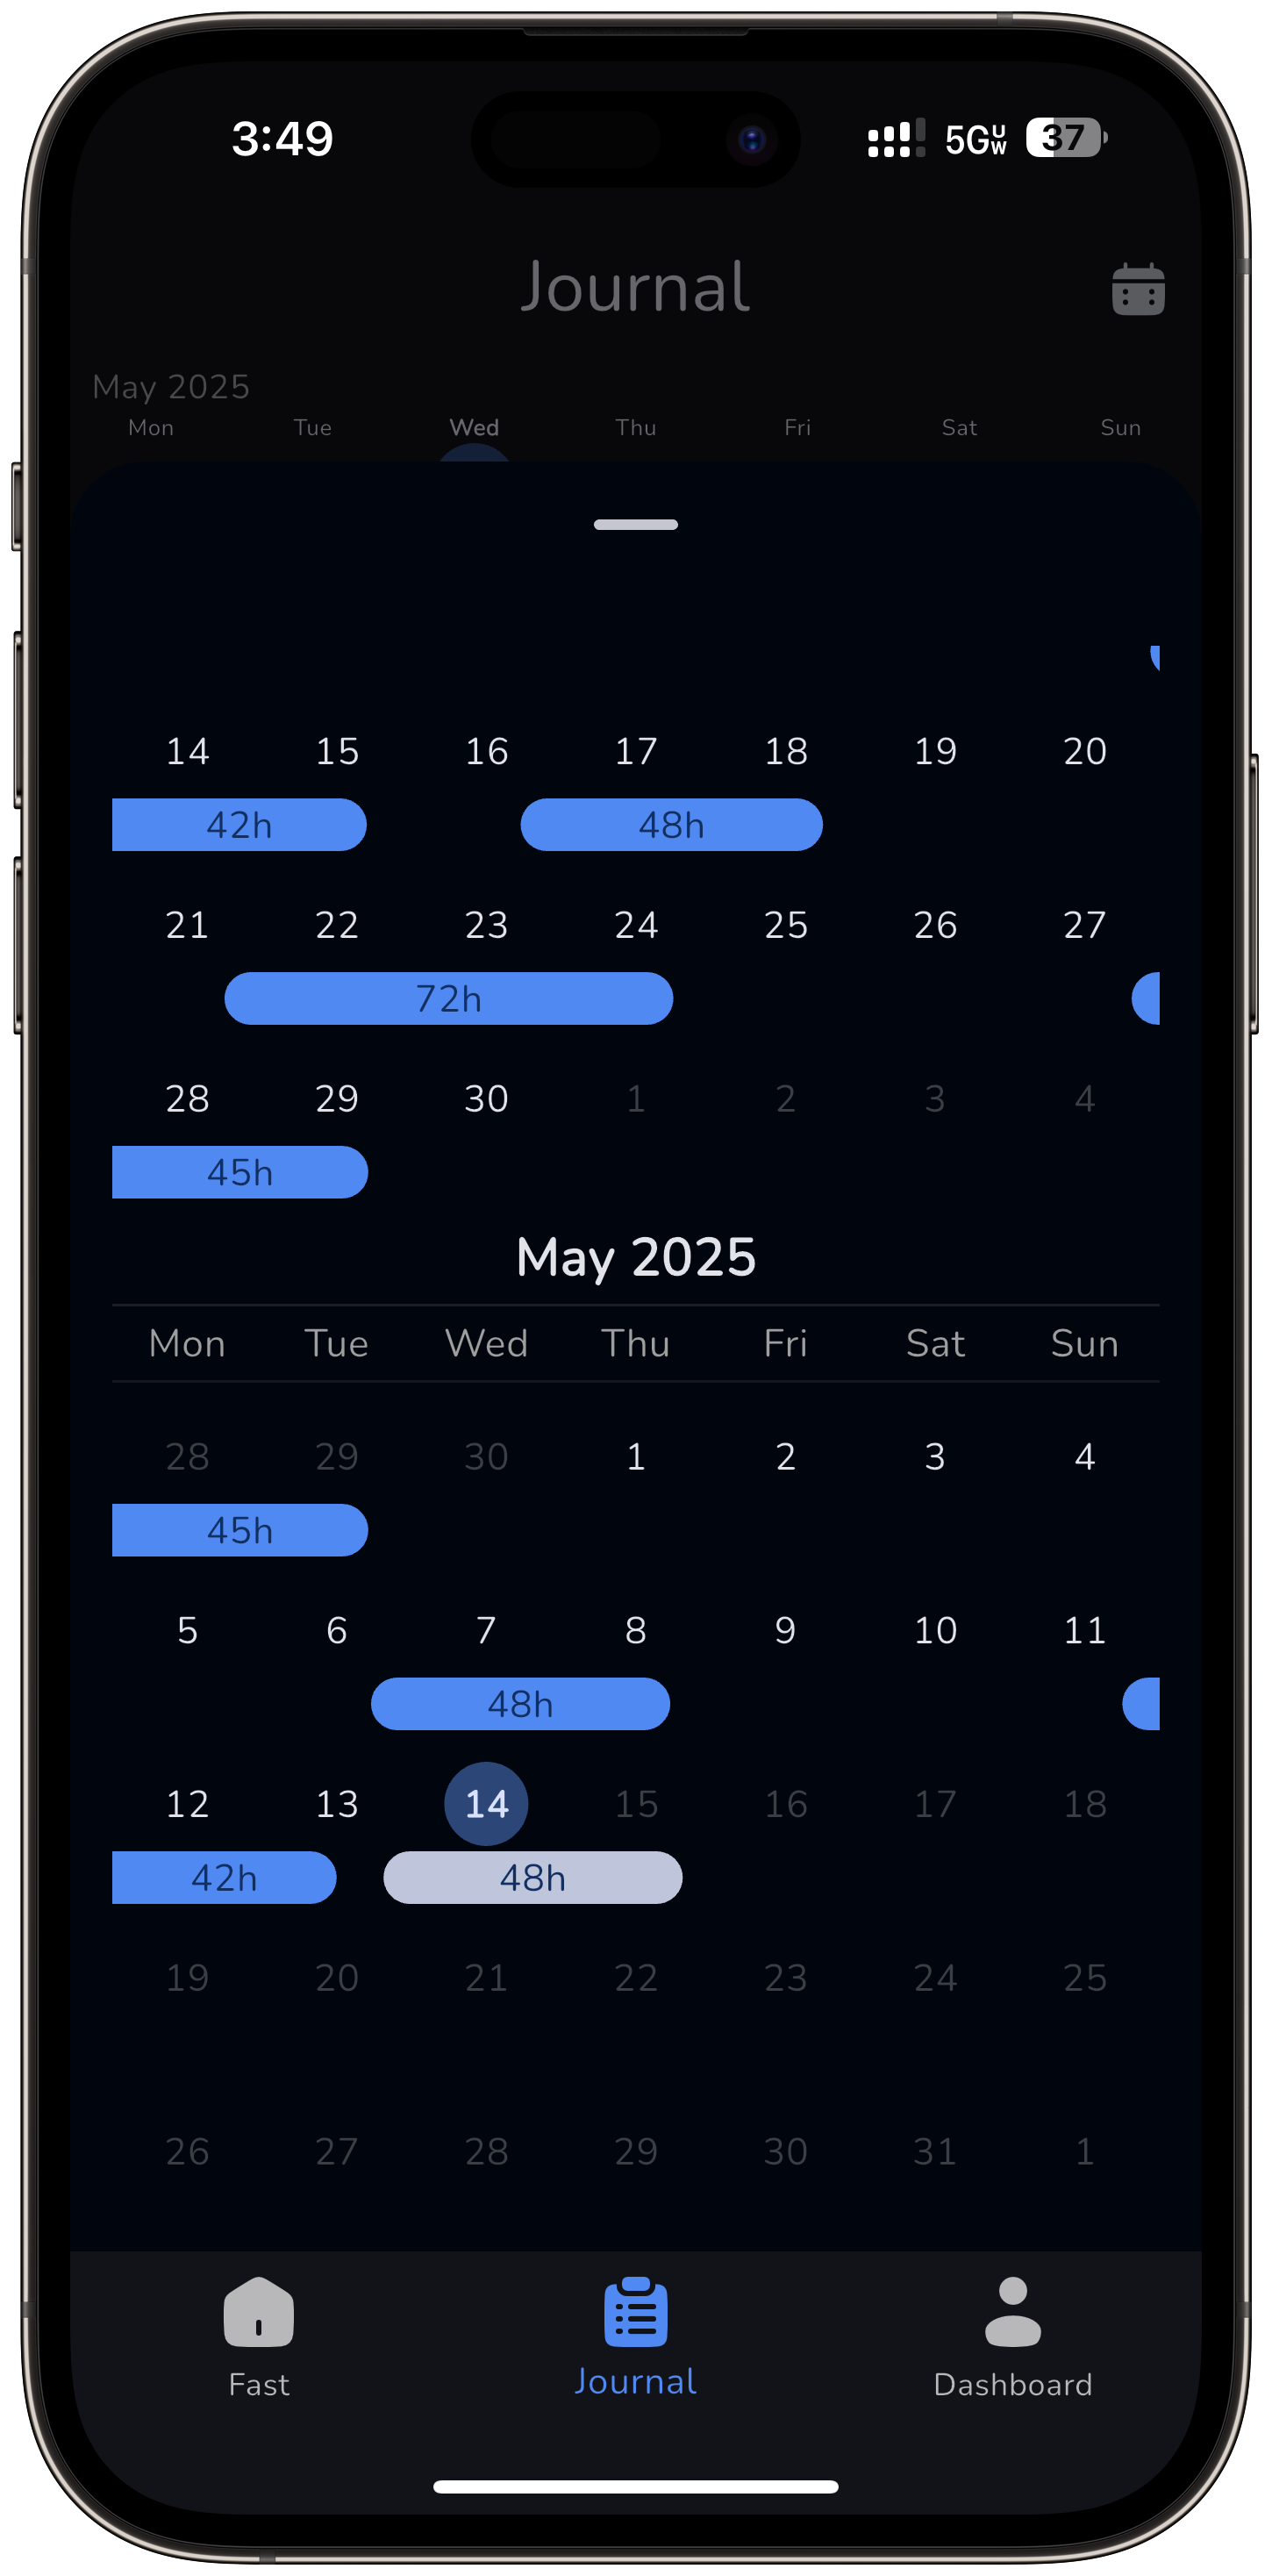 3:49 5GUW 37
Journal
May 2025
Mon Tue Wed Thu Fri Sat Sun
14 15 16 17 18 19 20
42h 48h
21 22 23 24 25 26 27
72h
28 29 30 1 2 3 4
45h
May 2025
Mon Tue Wed Thu Fri Sat Sun
28 29 30 1 2 3 4
45h
5 6 7 8 9 10 11
48h
12 13 14 15 16 17 18
42h 48h
19 20 21 22 23 24 25
26 27 28 29 30 31 1
Fast Journal Dashboard